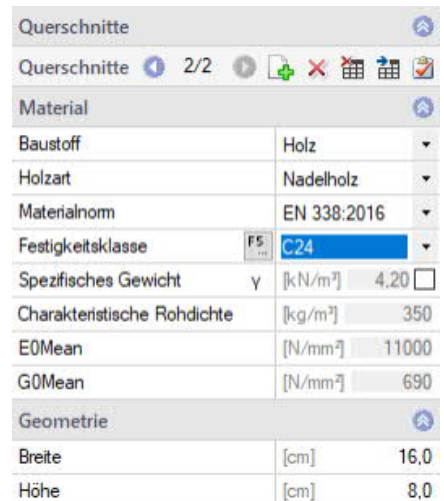 Querschnitte
Querschnitte 2/2
Material
Baustoff Holz
Holzart Nadelholz
Materialnorm EN 338:2016
Festigkeitsklasse F5 ... C24
Spezifisches Gewicht γ [kN/m³] 4,20
Charakteristische Rohdichte [kg/m³] 350
E0Mean [N/mm²] 11000
G0Mean [N/mm²] 690
Geometrie
Breite [cm] 16,0
Höhe [cm] 8,0